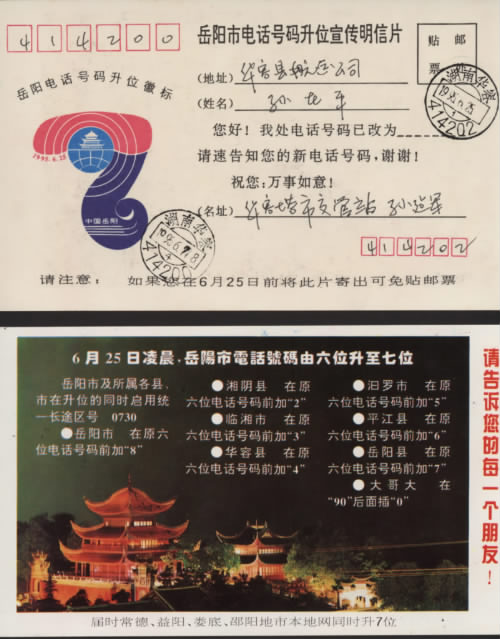 414200
岳阳市电话号码升位宣传明信片
贴 邮
票
岳阳电话号码升位徽标
(地址) 华容县航运公司
(姓名)
1995.6.25
中国岳阳
您好！我处电话号码已改为
请速告知您的新电话号码，谢谢！
祝您：万事如意！
(名址)
湖南华容
414202
湖南华容
414202
414202
请注意： 如果您在6月25日前将此片寄出可免贴邮票
6月25日凌晨，岳陽市電話號碼由六位升至七位
岳阳市及所属各县、
市在升位的同时启用统
一长途区号 0730
●岳阳市 在原六
位电话号码前加“8”
●湘阴县 在原
六位电话号码前加“2”
●临湘市 在原
六位电话号码前加“3”
●华容县 在原
六位电话号码前加“4”
●汨罗市 在原
六位电话号码前加“5”
●平江县 在原
六位电话号码前加“6”
●岳阳县 在原
六位电话号码前加“7”
●大哥大 在
“90”后面插“0”
请告诉您的每一个朋友！
届时常德、益阳、娄底、邵阳地市本地网同时升7位